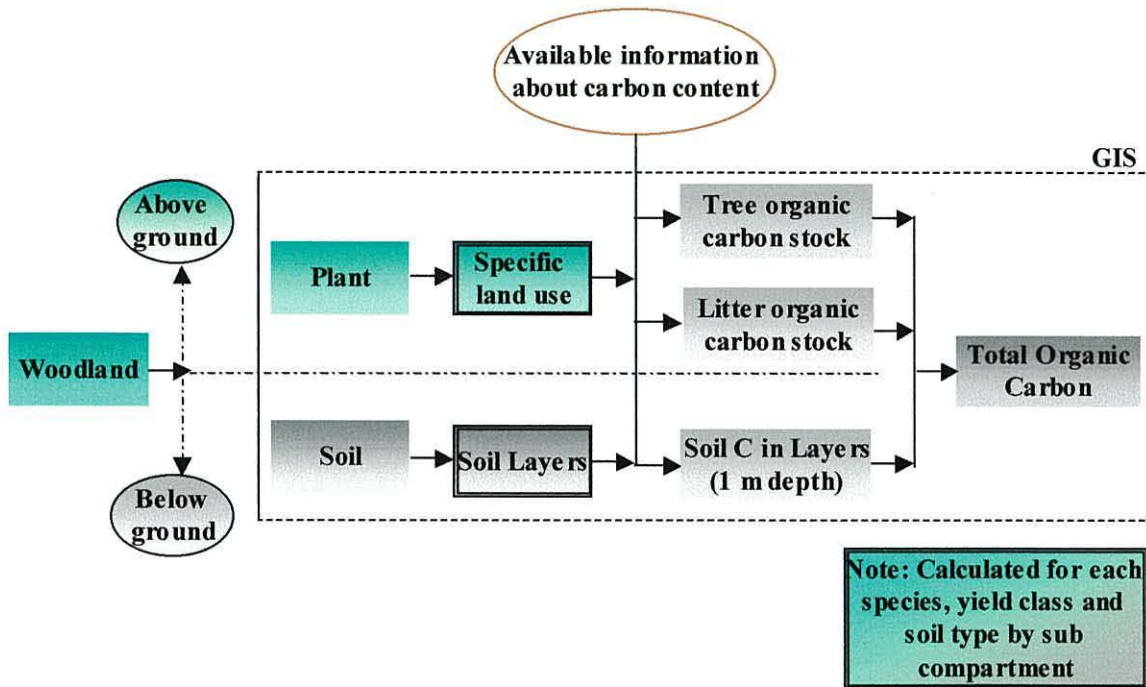 Available information
about carbon content
GIS
Above
ground
Plant
Specific
land use
Tree organic
carbon stock
Litter organic
carbon stock
Woodland
Total Organic
Carbon
Soil
Soil Layers
Soil C in Layers
(1 m depth)
Below
ground
Note: Calculated for each
species, yield class and
soil type by sub
compartment